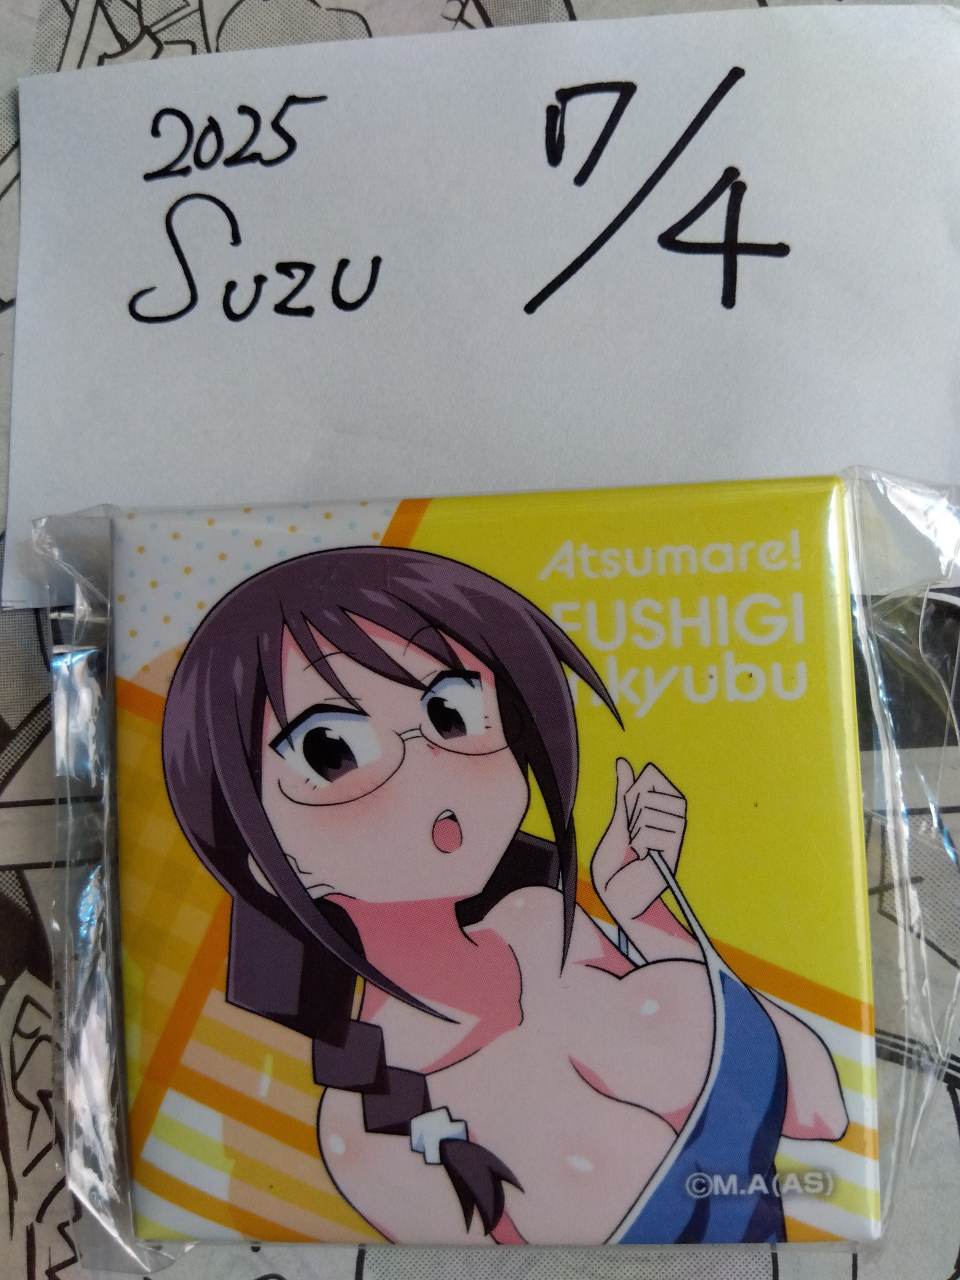 2025 7/4
Suzu
Atsumare!
FUSHIGI
kyubu
©M.A(AS)